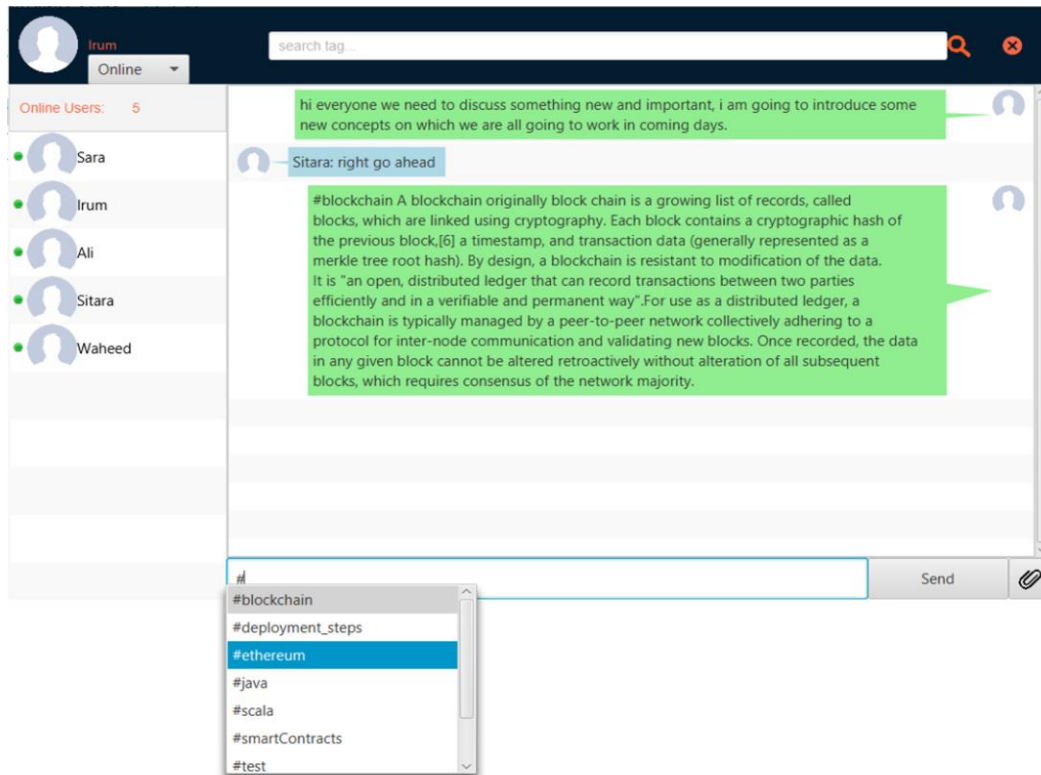 Irum
search tag...
Online
Online Users: 5
Sara
Irum
Ali
Sitara
Waheed
hi everyone we need to discuss something new and important, i am going to introduce some
new concepts on which we are all going to work in coming days.
Sitara: right go ahead
#blockchain A blockchain originally block chain is a growing list of records, called
blocks, which are linked using cryptography. Each block contains a cryptographic hash of
the previous block,[6] a timestamp, and transaction data (generally represented as a
merkle tree root hash). By design, a blockchain is resistant to modification of the data.
It is "an open, distributed ledger that can record transactions between two parties
efficiently and in a verifiable and permanent way".For use as a distributed ledger, a
blockchain is typically managed by a peer-to-peer network collectively adhering to a
protocol for inter-node communication and validating new blocks. Once recorded, the data
in any given block cannot be altered retroactively without alteration of all subsequent
blocks, which requires consensus of the network majority.
#
Send
#blockchain
#deployment_steps
#ethereum
#java
#scala
#smartContracts
#test